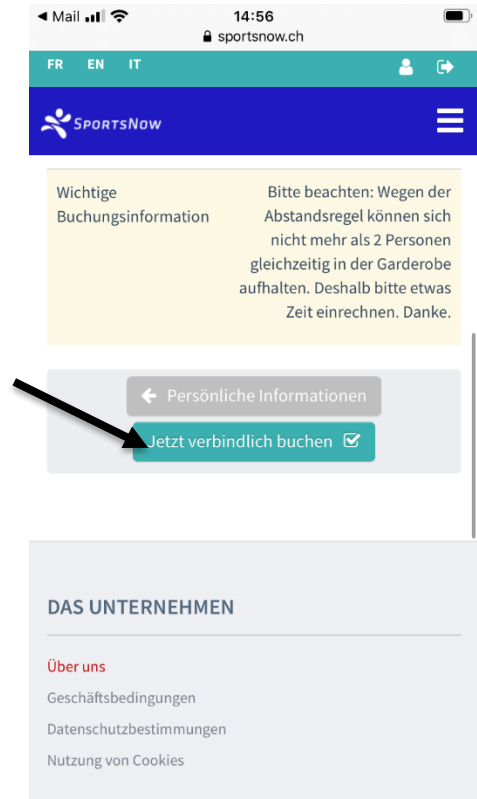 Mail
14:56
sportsnow.ch
FR EN IT
SPORTSNOW
Wichtige
Buchungsinformation
Bitte beachten: Wegen der
Abstandsregel können sich
nicht mehr als 2 Personen
gleichzeitig in der Garderobe
aufhalten. Deshalb bitte etwas
Zeit einrechnen. Danke.
Persönliche Informationen
Jetzt verbindlich buchen
DAS UNTERNEHMEN
Über uns
Geschäftsbedingungen
Datenschutzbestimmungen
Nutzung von Cookies